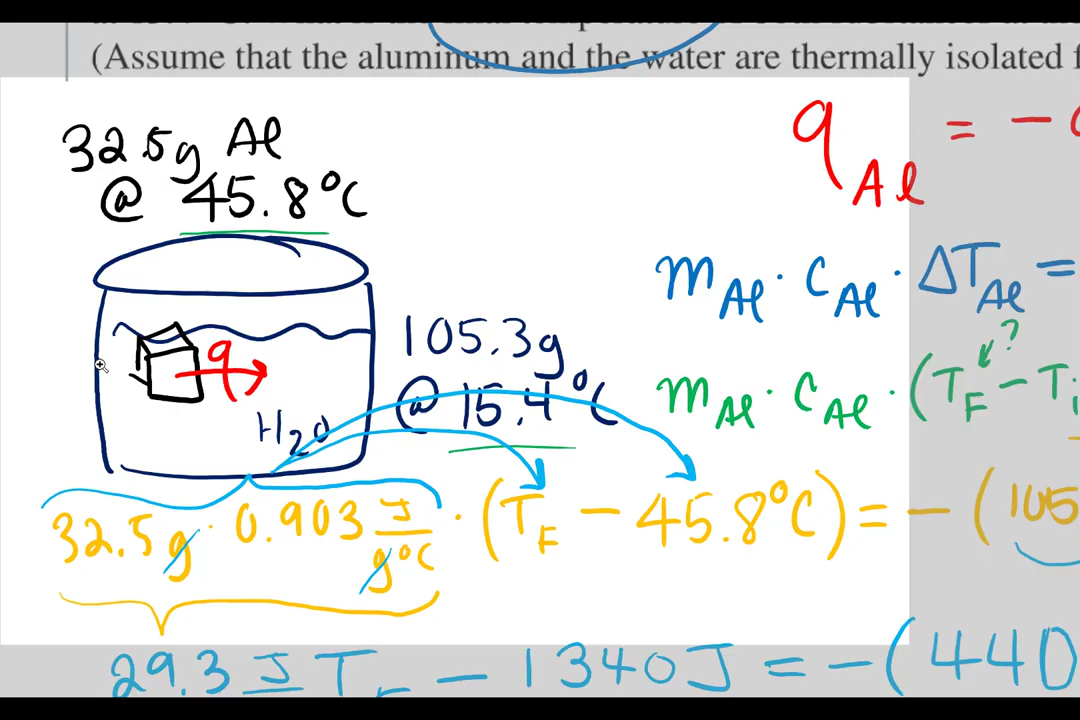 (Assume that the aluminum and the water are thermally isolated
32.5g Al
@ 45.8°C
q_Al = -
m_Al · c_Al · ΔT_Al =
?
m_Al · c_Al · (T_F - T_i
105.3g
@ 15.4°C
q
H₂O
32.5g · 0.903 J/g°C · (T_F - 45.8°C) = - (105
29.3 J T - 1340J = -(440